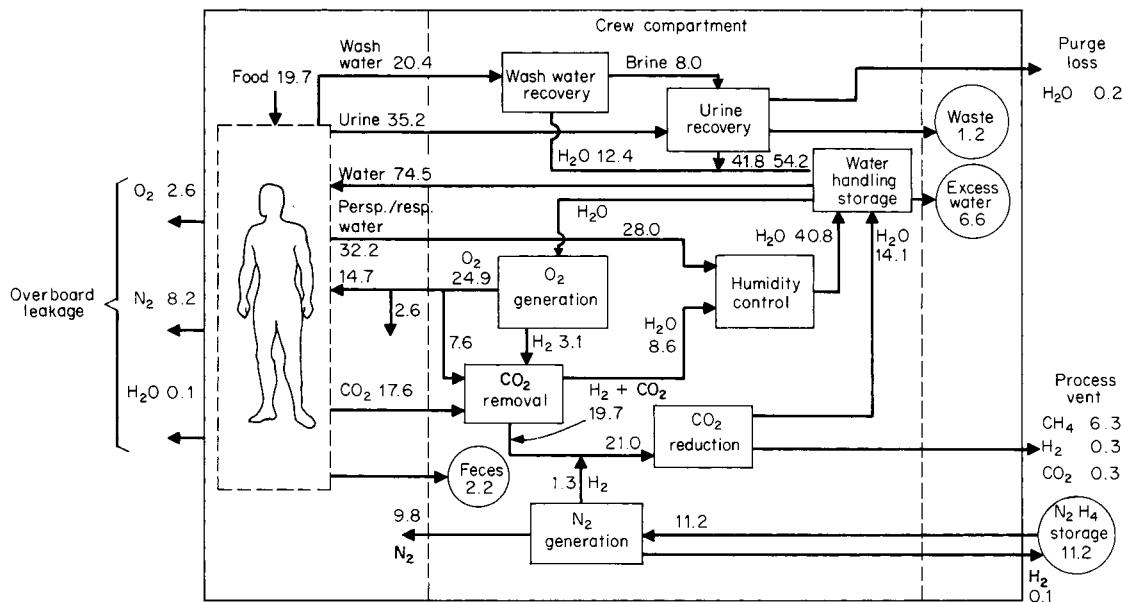 Crew compartment
Wash
water 20.4
Food 19.7
Wash water
recovery
Brine 8.0
Purge
loss
H₂O 0.2
Urine
recovery
Waste
1.2
Urine 35.2
H₂O 12.4
41.8 54.2
Water
handling
storage
Excess
water
6.6
Water 74.5
O₂ 2.6
Persp./resp.
water
32.2
H₂O
28.0
H₂O 40.8
H₂O
14.1
O₂
24.9
14.7
O₂
generation
Humidity
control
Overboard
leakage
N₂ 8.2
2.6
7.6
H₂ 3.1
H₂O
8.6
H₂O 0.1
CO₂ 17.6
CO₂
removal
H₂ + CO₂
19.7
21.0
CO₂
reduction
Process
vent
CH₄ 6.3
H₂ 0.3
CO₂ 0.3
Feces
2.2
1.3 H₂
9.8
N₂
N₂
generation
11.2
N₂H₄
storage
11.2
H₂
0.1